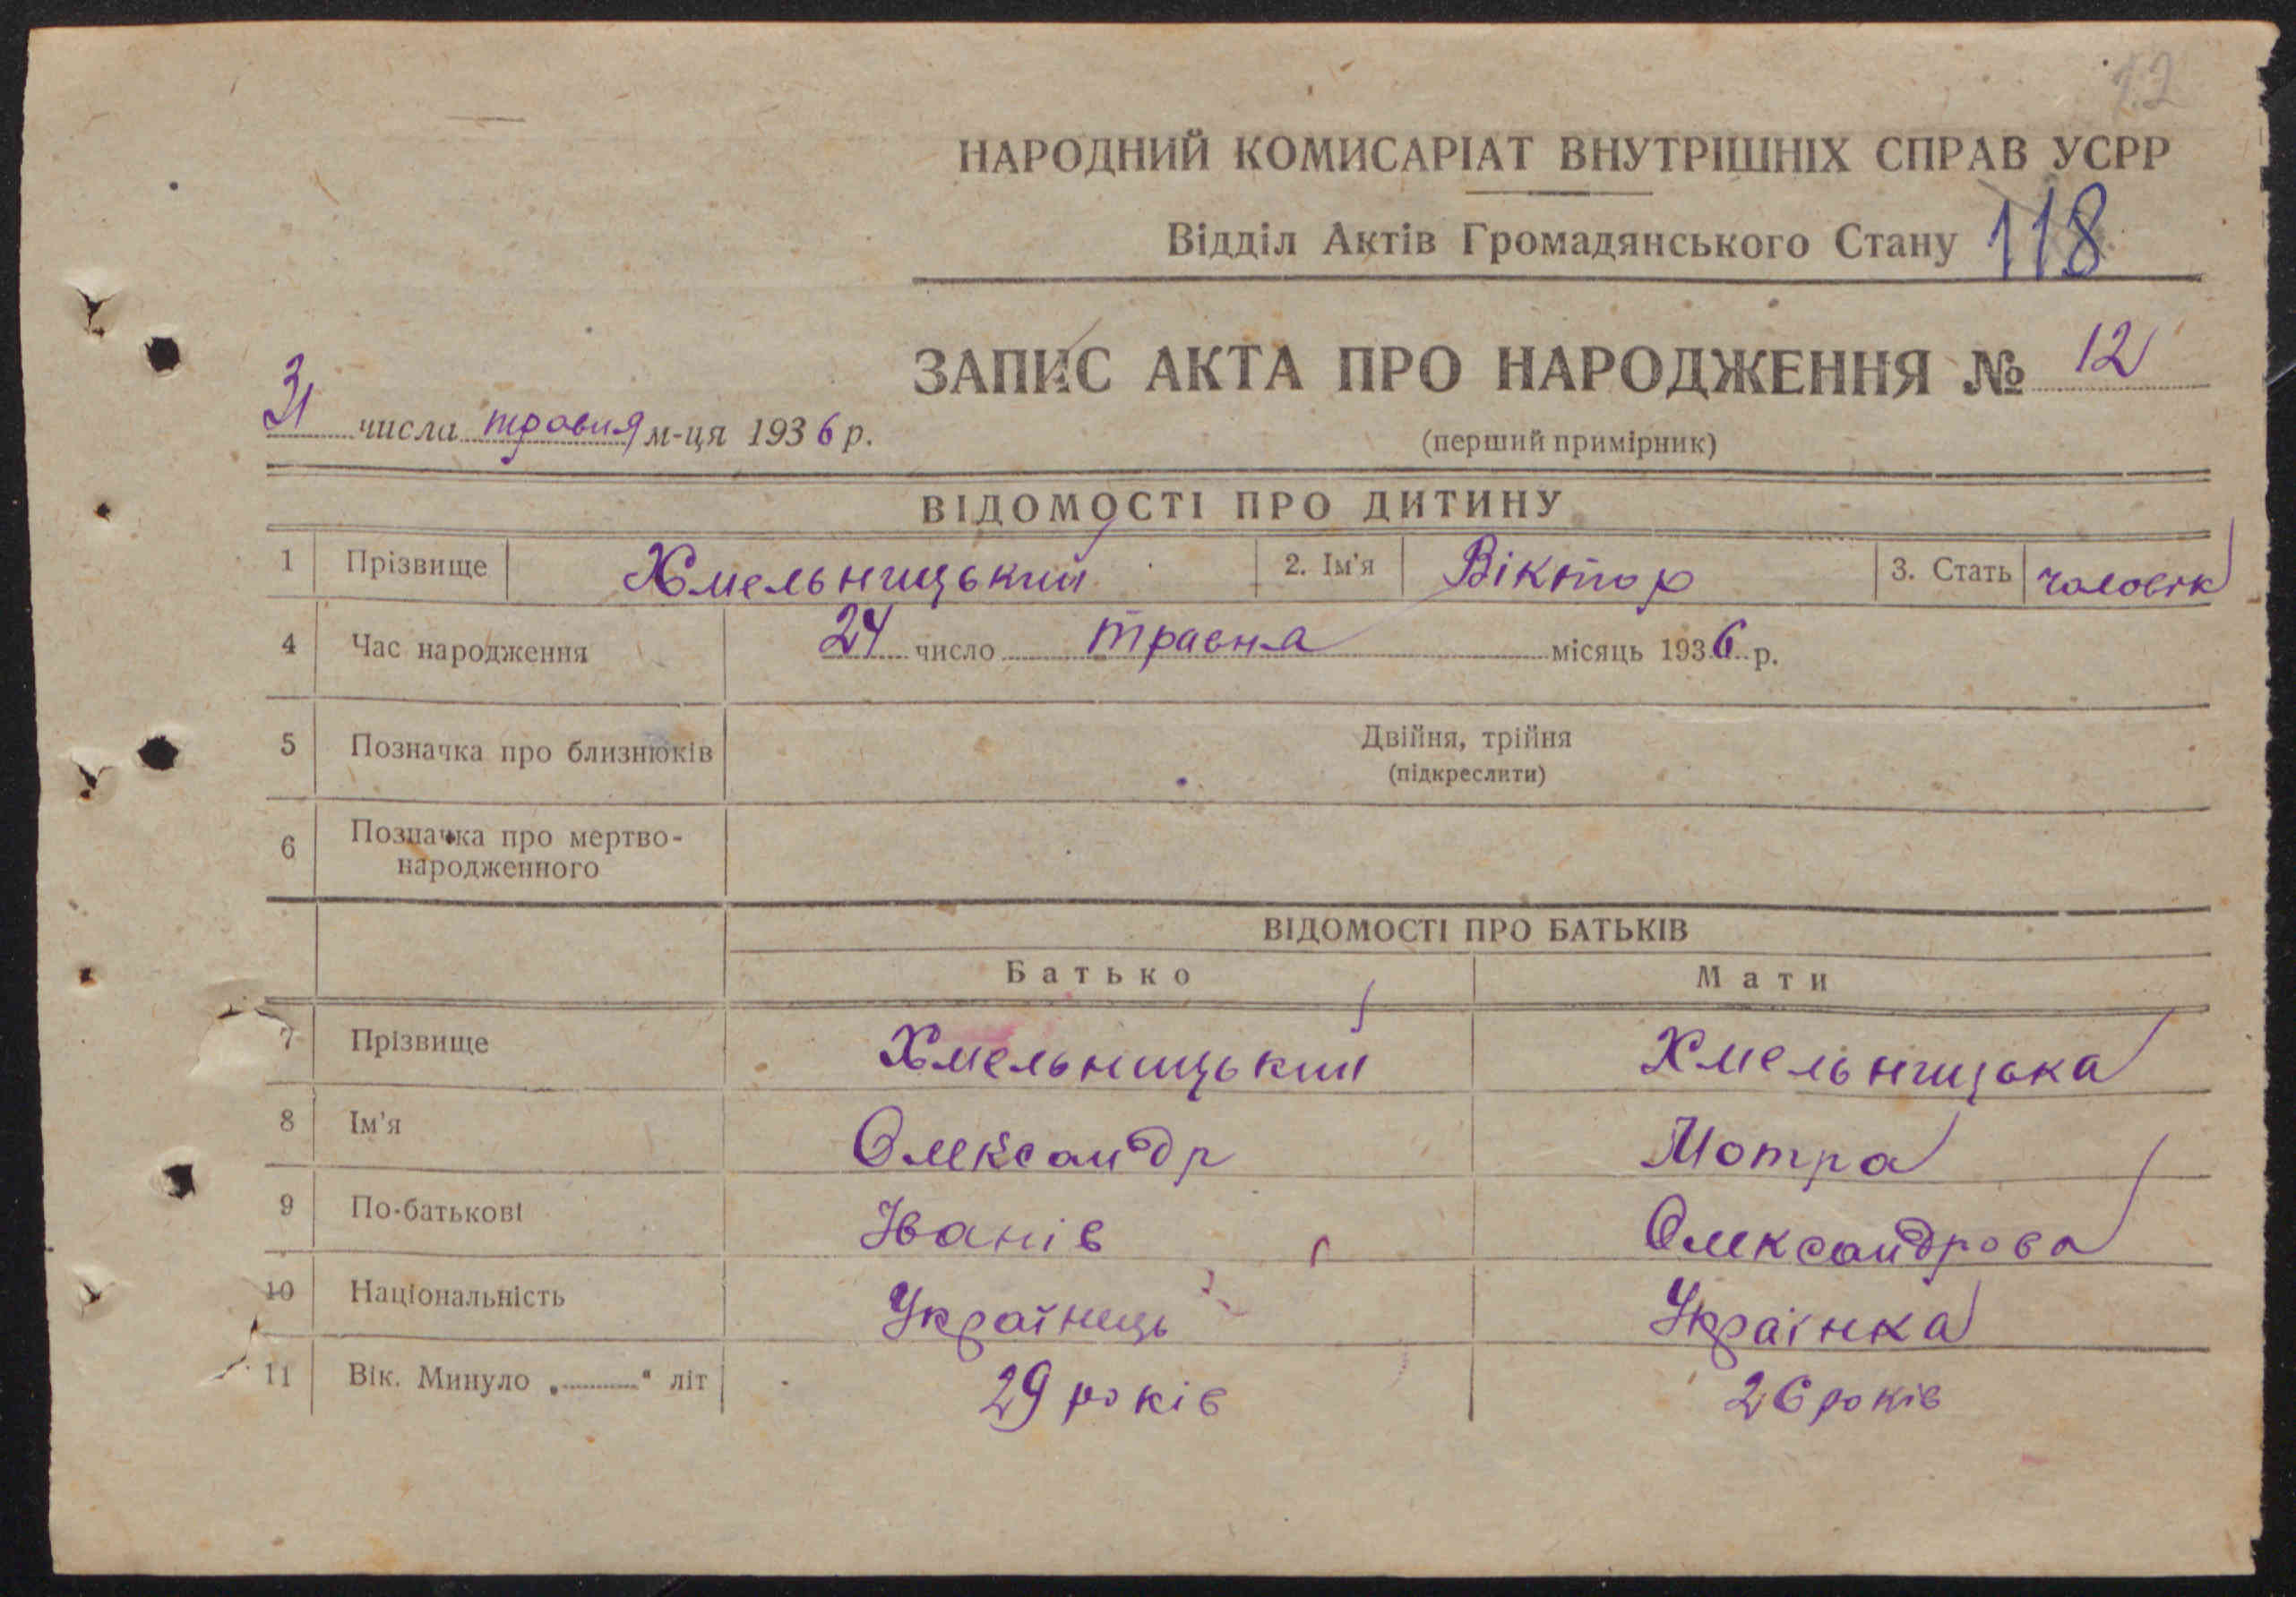 12
НАРОДНИЙ КОМИСАРІАТ ВНУТРІШНІХ СПРАВ УСРР
Відділ Актів Громадянського Стану 118
ЗАПИС АКТА ПРО НАРОДЖЕННЯ № 12
31 числа травня м-ця 1936 р.
(перший примірник)
ВІДОМОСТІ ПРО ДИТИНУ
1 Прізвище Хмельницький 2. Ім'я Віктор 3. Стать чоловік
4 Час народження 24 число травня місяць 1936 р.
5 Позначка про близнюків Двійня, трійня
(підкреслити)
6 Позначка про мертво-
народженного
ВІДОМОСТІ ПРО БАТЬКІВ
Батько Мати
7 Прізвище Хмельницький Хмельницька
8 Ім'я Олександр Мотра
9 По-батькові Іванів Олександрова
10 Національність Українець Українка
11 Вік. Минуло „ " літ 29 років 26 років